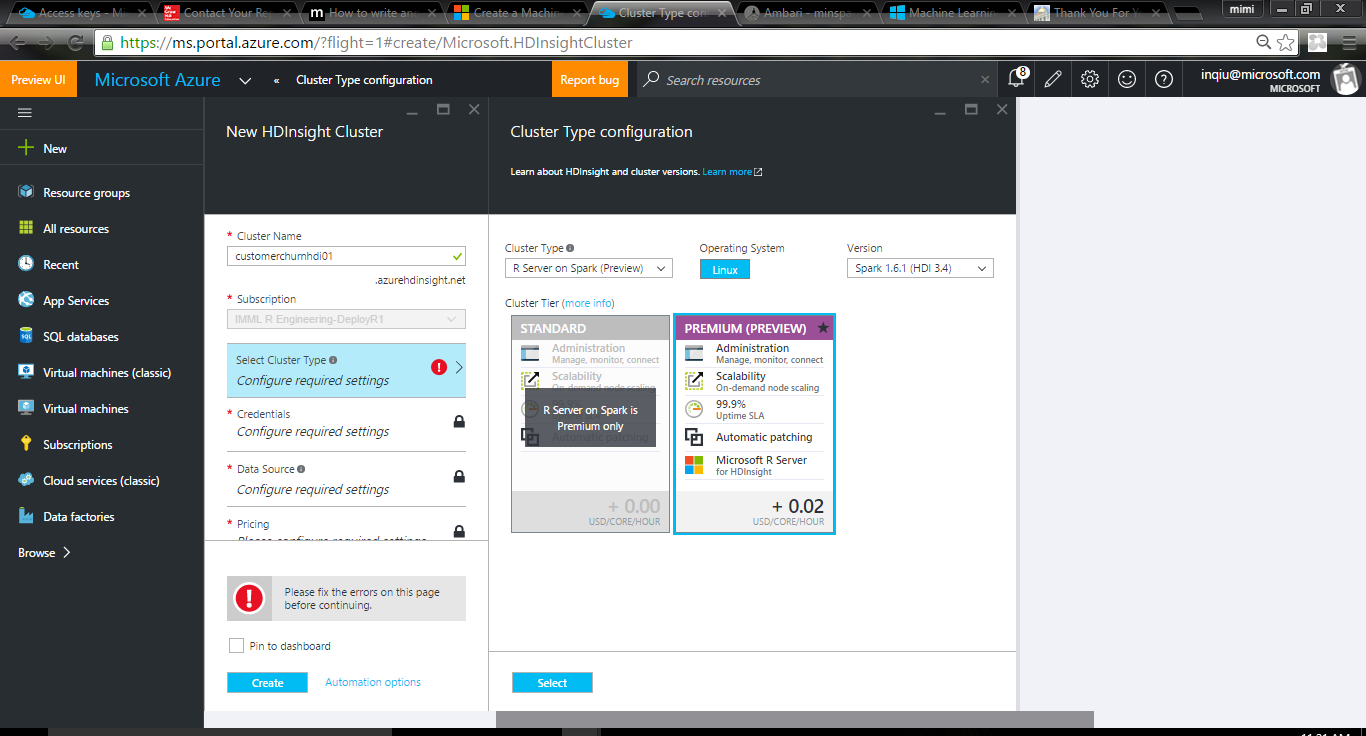 Access keys - Mi
Contact Your Re
How to write an
Create a Machin
Cluster Type con
Ambari - minspa
Machine Learnin
Thank You For Y
mimi
https://ms.portal.azure.com/?flight=1#create/Microsoft.HDInsightCluster
Preview UI
Microsoft Azure
«
Cluster Type configuration
Report bug
Search resources
8
inqiu@microsoft.com
MICROSOFT
New
Resource groups
All resources
Recent
App Services
SQL databases
Virtual machines (classic)
Virtual machines
Subscriptions
Cloud services (classic)
Data factories
Browse
New HDInsight Cluster
* Cluster Name
customerchurnhdi01
.azurehdinsight.net
* Subscription
IMML R Engineering-DeployR1
Select Cluster Type
Configure required settings
* Credentials
Configure required settings
* Data Source
Configure required settings
* Pricing
Please configure required settings
Please fix the errors on this page
before continuing.
Pin to dashboard
Create
Automation options
Cluster Type configuration
Learn about HDInsight and cluster versions. Learn more
Cluster Type
R Server on Spark (Preview)
Operating System
Linux
Version
Spark 1.6.1 (HDI 3.4)
Cluster Tier (more info)
STANDARD
Administration
Manage, monitor, connect
Scalability
On-demand node scaling
R Server on Spark is
Premium only
Automatic patching
+ 0.00
USD/CORE/HOUR
PREMIUM (PREVIEW)
Administration
Manage, monitor, connect
Scalability
On-demand node scaling
99.9%
Uptime SLA
Automatic patching
Microsoft R Server
for HDInsight
+ 0.02
USD/CORE/HOUR
Select